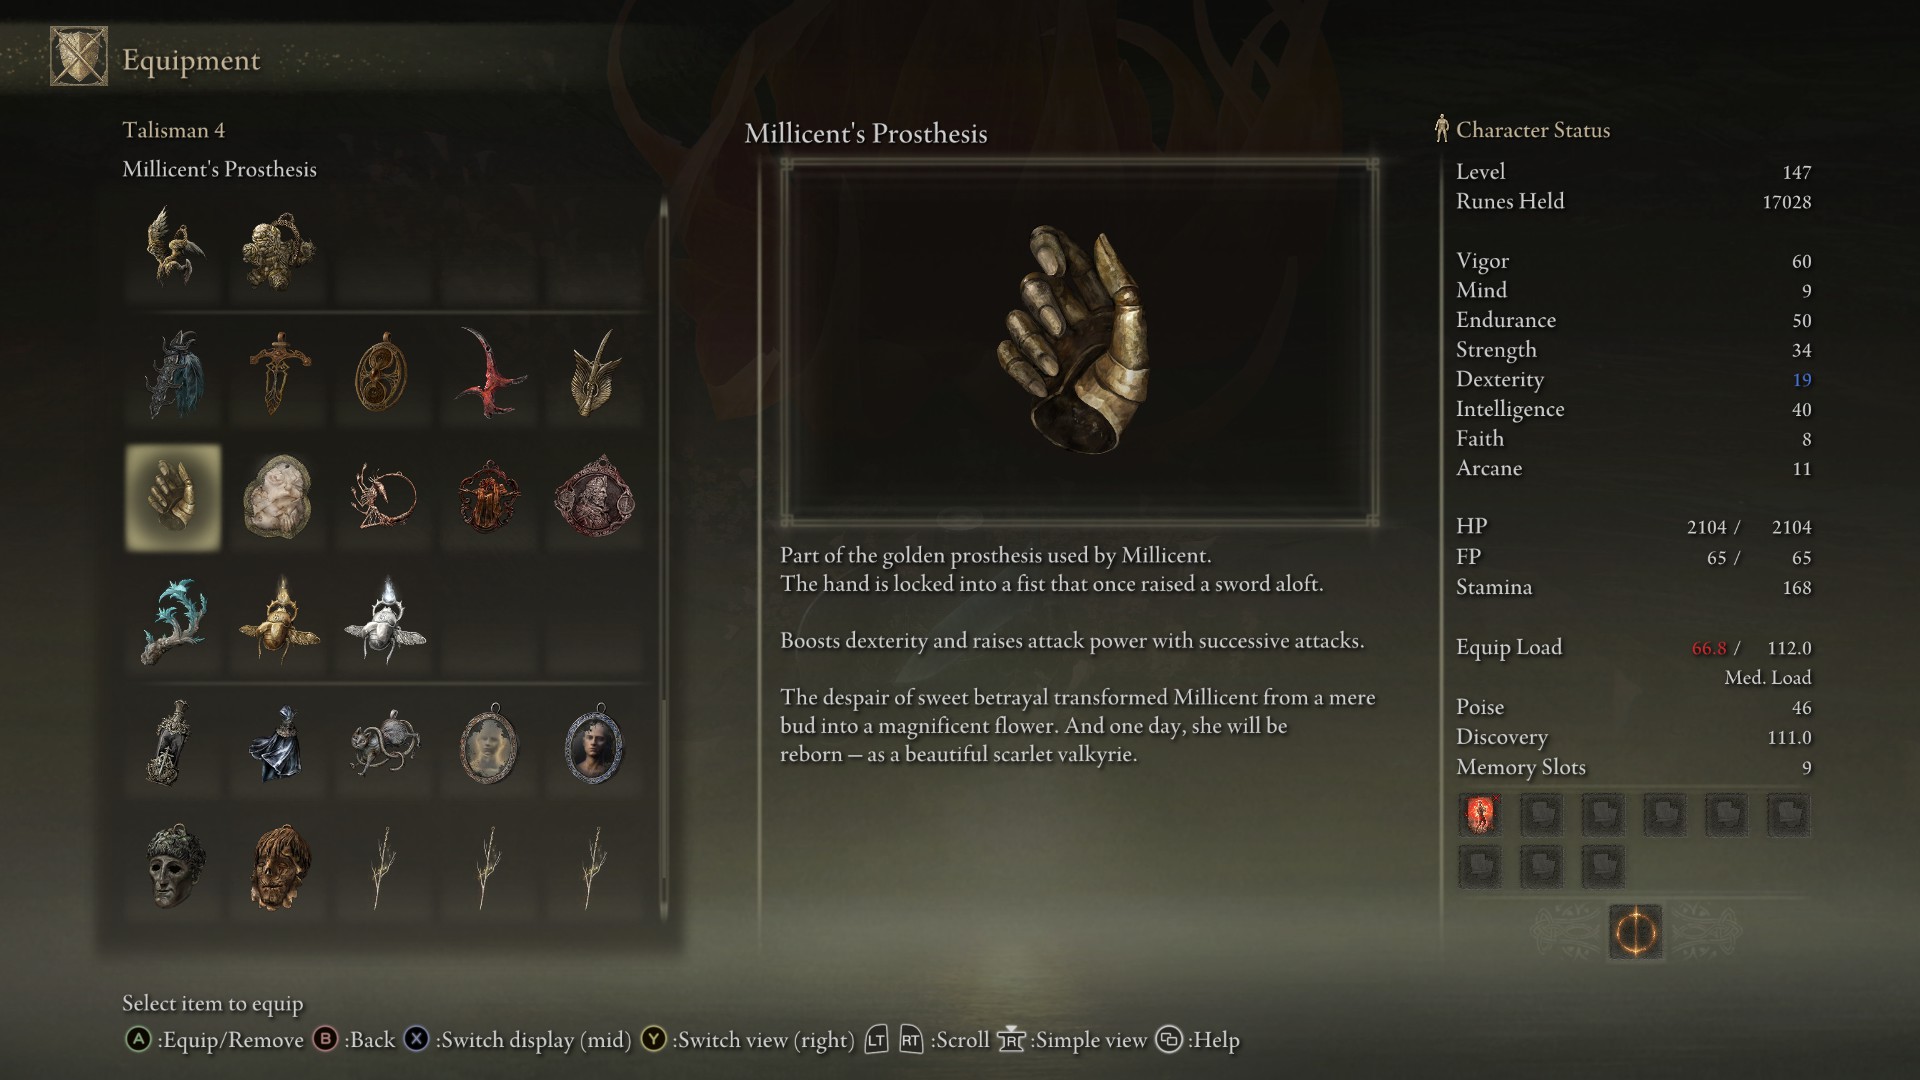 Equipment
Talisman 4
Millicent's Prosthesis
Millicent's Prosthesis
Part of the golden prosthesis used by Millicent.
The hand is locked into a fist that once raised a sword aloft.
Boosts dexterity and raises attack power with successive attacks.
The despair of sweet betrayal transformed Millicent from a mere
bud into a magnificent flower. And one day, she will be
reborn — as a beautiful scarlet valkyrie.
Character Status
Level 147
Runes Held 17028
Vigor 60
Mind 9
Endurance 50
Strength 34
Dexterity 19
Intelligence 40
Faith 8
Arcane 11
HP 2104 / 2104
FP 65 / 65
Stamina 168
Equip Load 66.8 / 112.0
Med. Load
Poise 46
Discovery 111.0
Memory Slots 9
Select item to equip
A :Equip/Remove B :Back X :Switch display (mid) Y :Switch view (right) LT RT :Scroll R :Simple view :Help